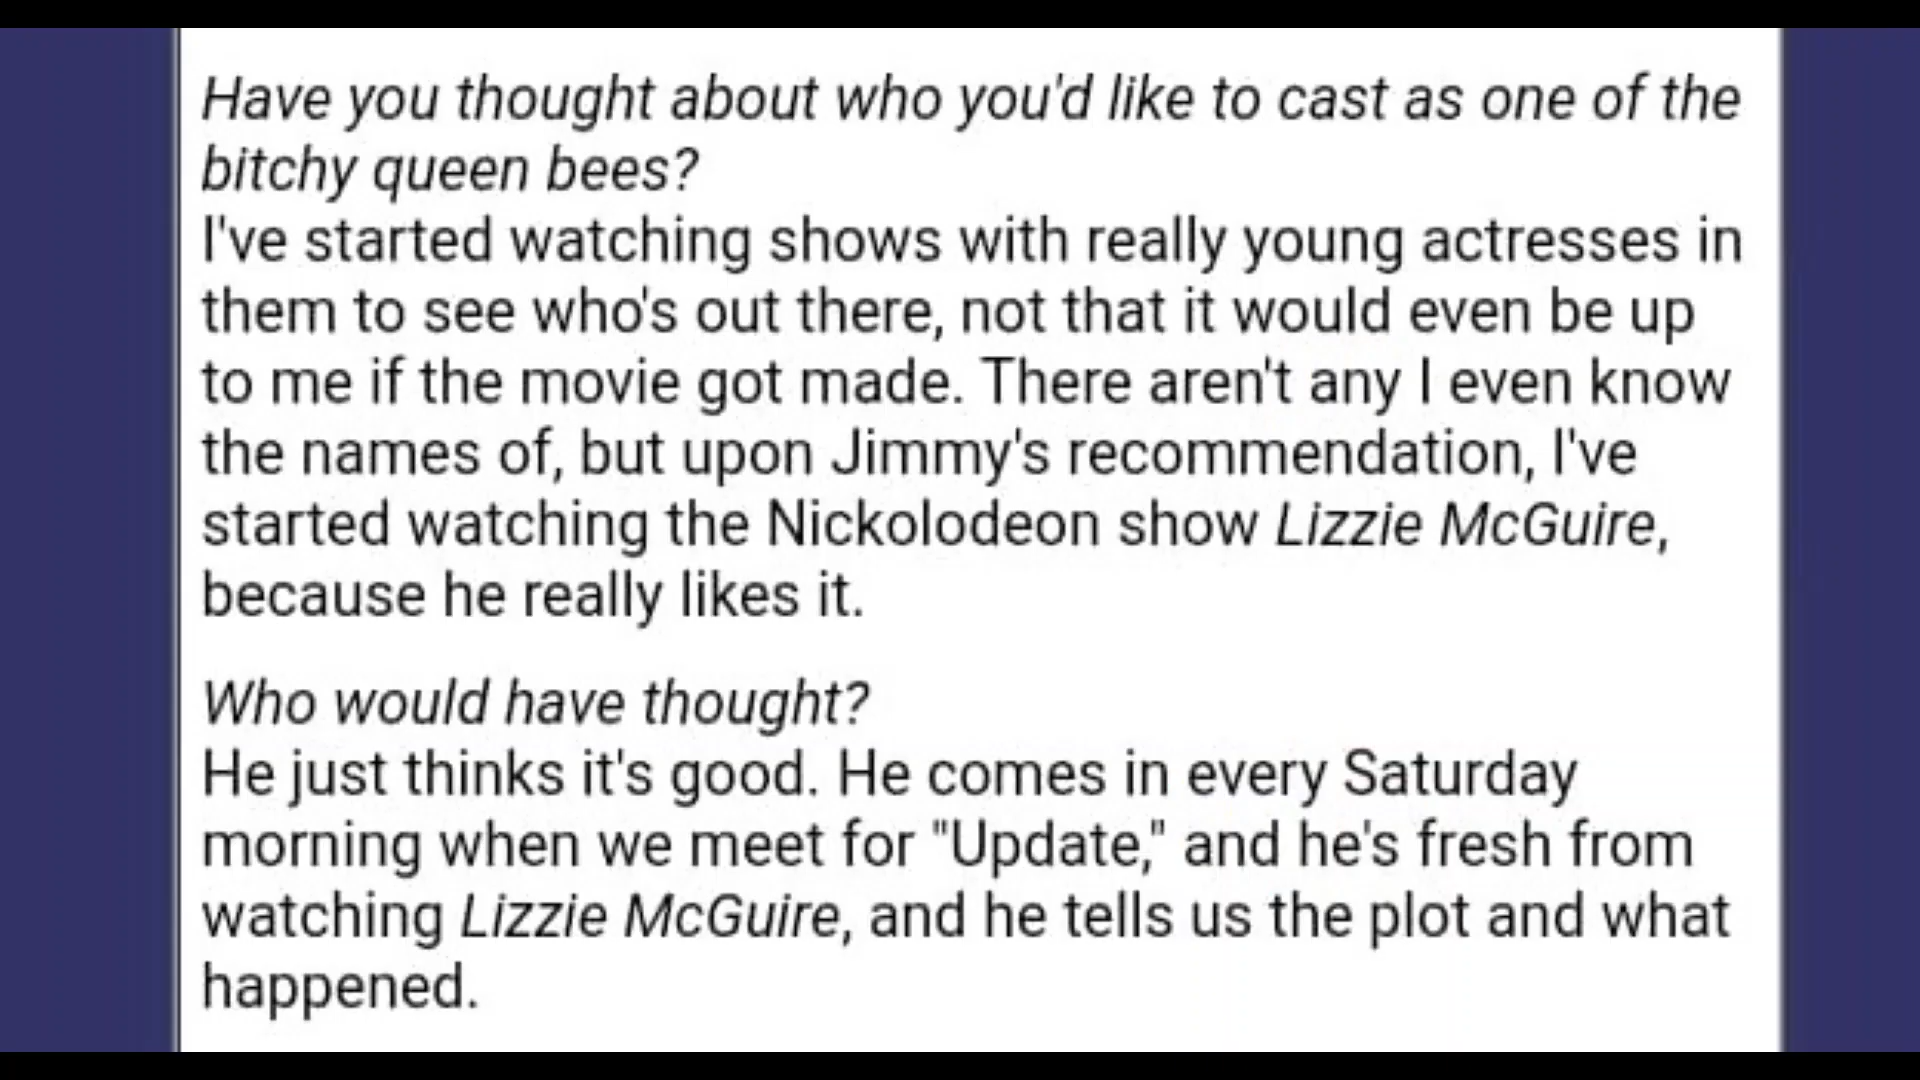 Have you thought about who you'd like to cast as one of the
bitchy queen bees?
I've started watching shows with really young actresses in
them to see who's out there, not that it would even be up
to me if the movie got made. There aren't any I even know
the names of, but upon Jimmy's recommendation, I've
started watching the Nickolodeon show Lizzie McGuire,
because he really likes it.
Who would have thought?
He just thinks it's good. He comes in every Saturday
morning when we meet for "Update," and he's fresh from
watching Lizzie McGuire, and he tells us the plot and what
happened.